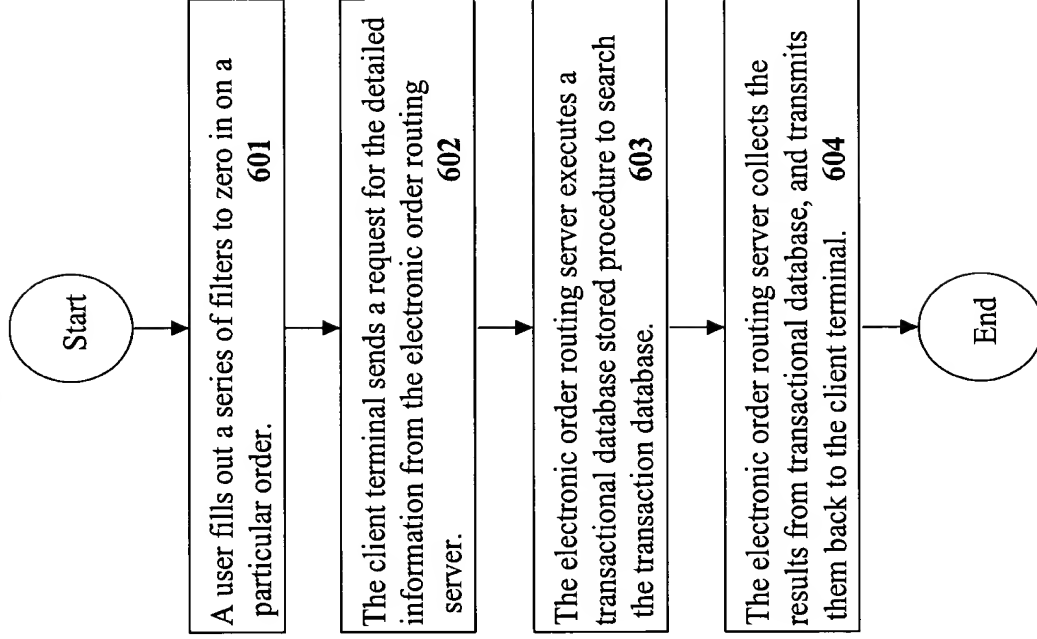 Start
A user fills out a series of filters to zero in on a
particular order.
601
The client terminal sends a request for the detailed
information from the electronic order routing
server.
602
The electronic order routing server executes a
transactional database stored procedure to search
the transaction database.
603
The electronic order routing server collects the
results from transactional database, and transmits
them back to the client terminal.
604
End